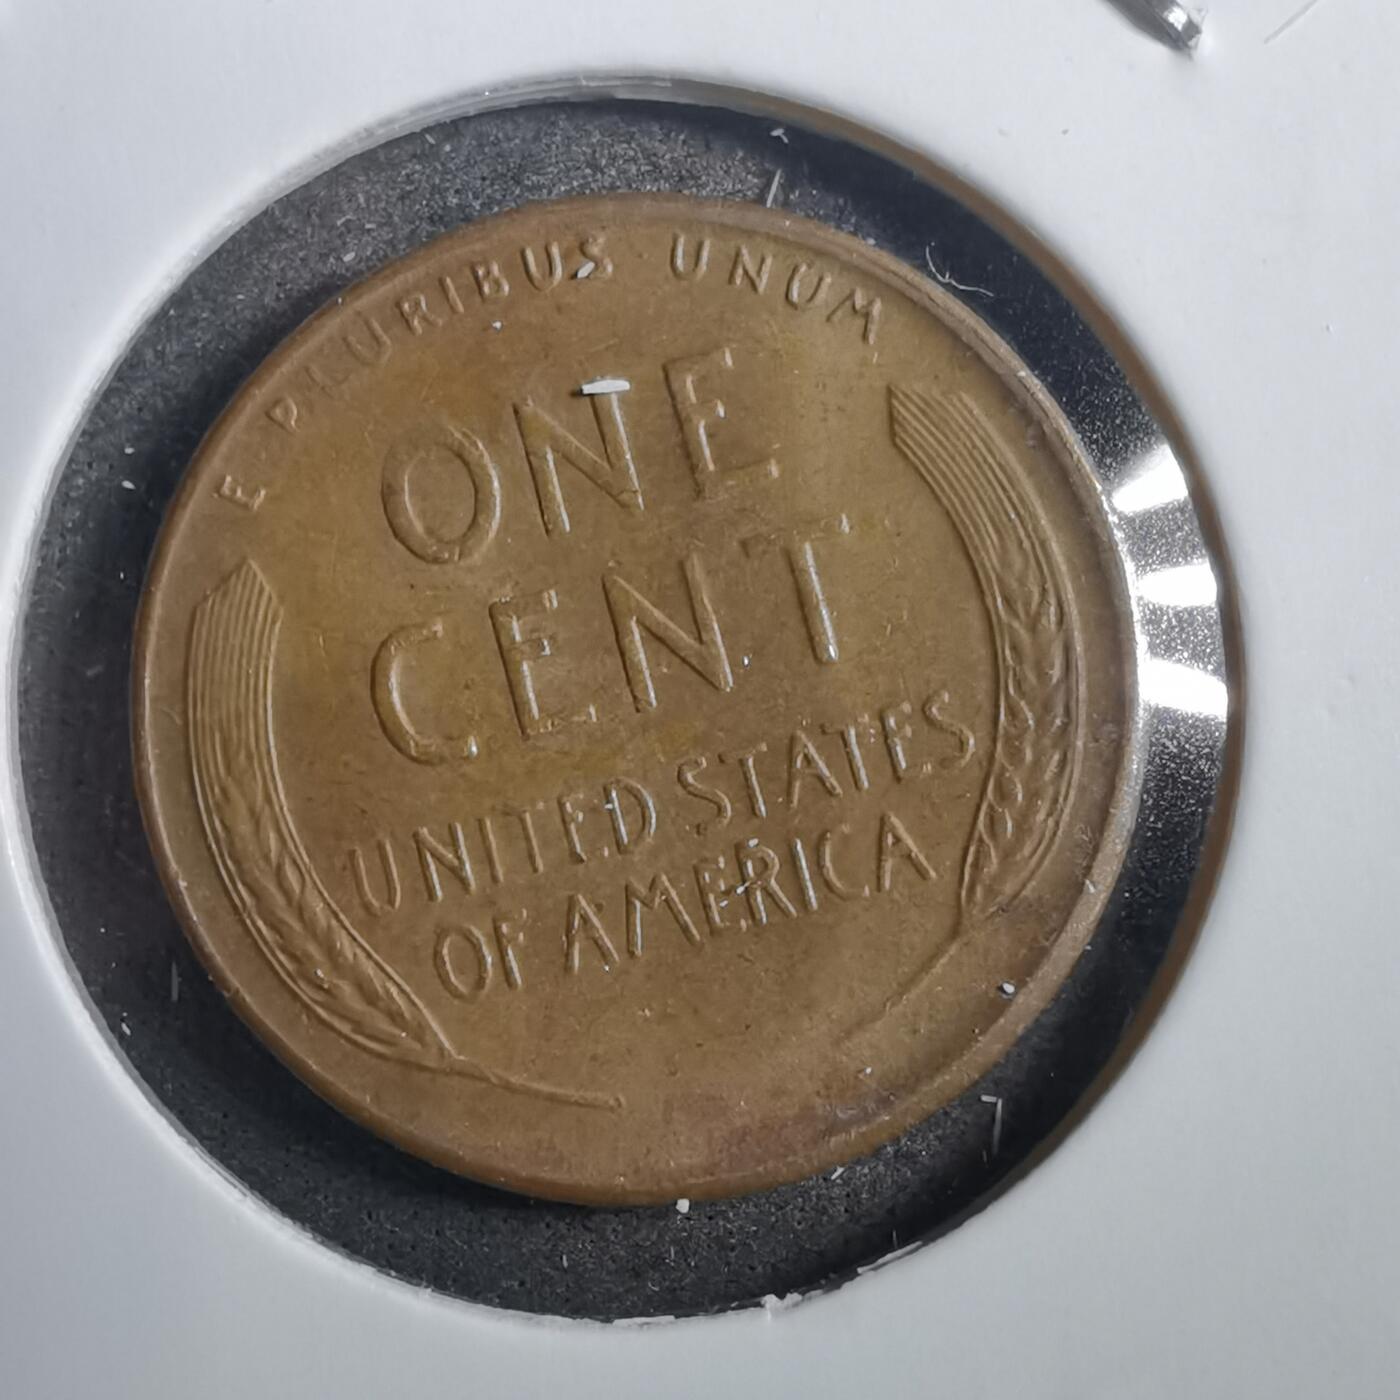 E PLURIBUS UNUM
ONE
CENT
UNITED STATES
OF AMERICA